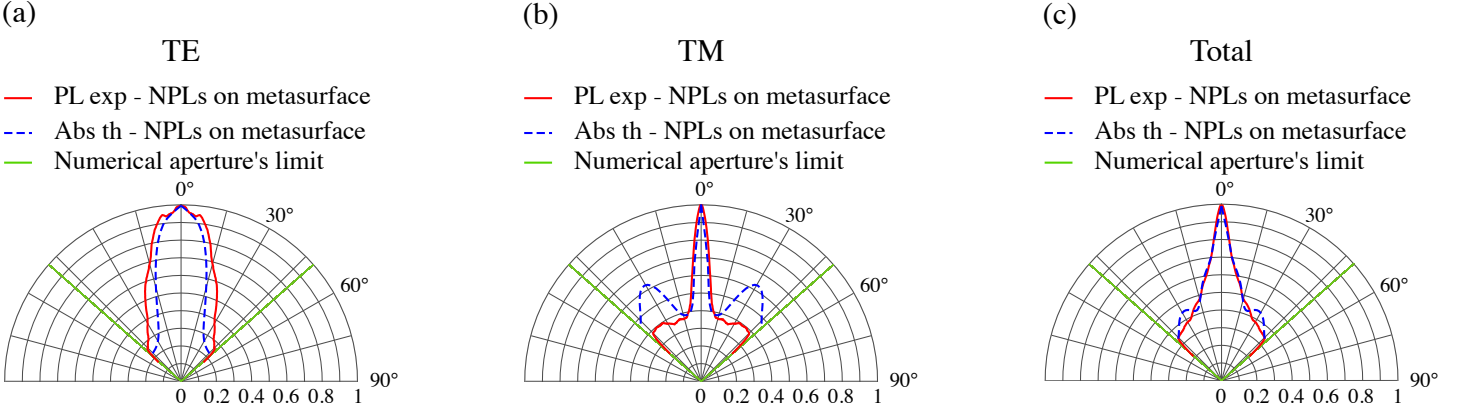 (a)
TE
PL exp - NPLs on metasurface
Abs th - NPLs on metasurface
Numerical aperture's limit
0°
30°
60°
90°
0 0.2 0.4 0.6 0.8 1
(b)
TM
PL exp - NPLs on metasurface
Abs th - NPLs on metasurface
Numerical aperture's limit
0°
30°
60°
90°
0 0.2 0.4 0.6 0.8 1
(c)
Total
PL exp - NPLs on metasurface
Abs th - NPLs on metasurface
Numerical aperture's limit
0°
30°
60°
90°
0 0.2 0.4 0.6 0.8 1